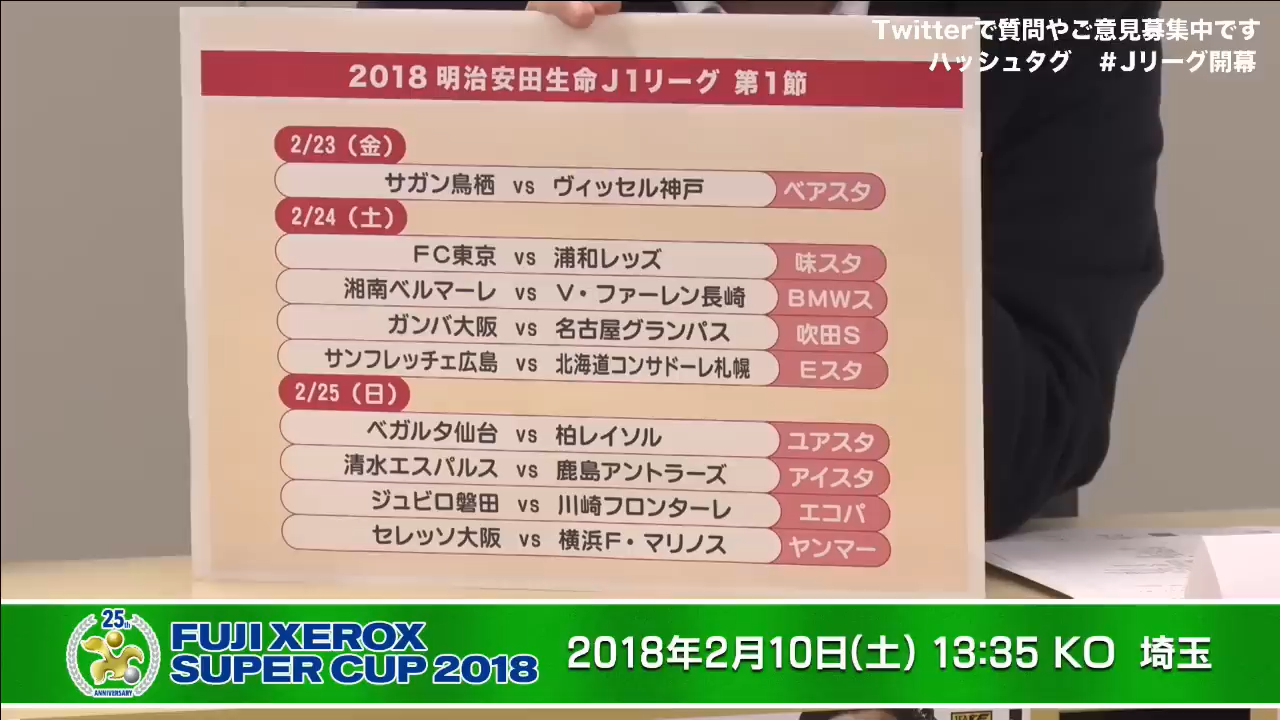 Twitterで質問やご意見募集中です
ハッシュタグ #Jリーグ開幕
2018 明治安田生命J1リーグ 第1節
2/23(金)
サガン鳥栖 vs ヴィッセル神戸 ベアスタ
2/24(土)
FC東京 vs 浦和レッズ 味スタ
湘南ベルマーレ vs V・ファーレン長崎 BMWス
ガンバ大阪 vs 名古屋グランパス 吹田S
サンフレッチェ広島 vs 北海道コンサドーレ札幌 Eスタ
2/25(日)
ベガルタ仙台 vs 柏レイソル ユアスタ
清水エスパルス vs 鹿島アントラーズ アイスタ
ジュビロ磐田 vs 川崎フロンターレ エコパ
セレッソ大阪 vs 横浜F・マリノス ヤンマー
25th
ANNIVERSARY
FUJI XEROX
SUPER CUP 2018
2018年2月10日(土) 13:35 KO 埼玉